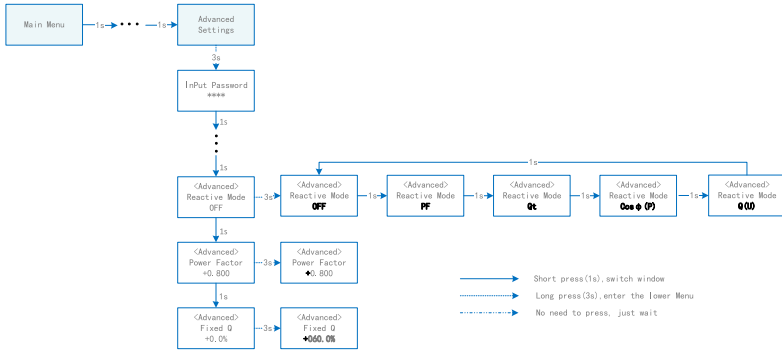 Main Menu
1s
•••
1s
Advanced
Settings
3s
InPut Password
****
1s
1s
<Advanced>
Reactive Mode
OFF
3s
<Advanced>
Reactive Mode
OFF
1s
<Advanced>
Reactive Mode
PF
1s
<Advanced>
Reactive Mode
Qt
1s
<Advanced>
Reactive Mode
Cosϕ(P)
1s
<Advanced>
Reactive Mode
Q(U)
1s
1s
<Advanced>
Power Factor
+0.800
3s
<Advanced>
Power Factor
+0.800
1s
<Advanced>
Fixed Q
+0.0%
3s
<Advanced>
Fixed Q
+060.0%
Short press(1s),switch window
Long press(3s),enter the lower Menu
No need to press, just wait